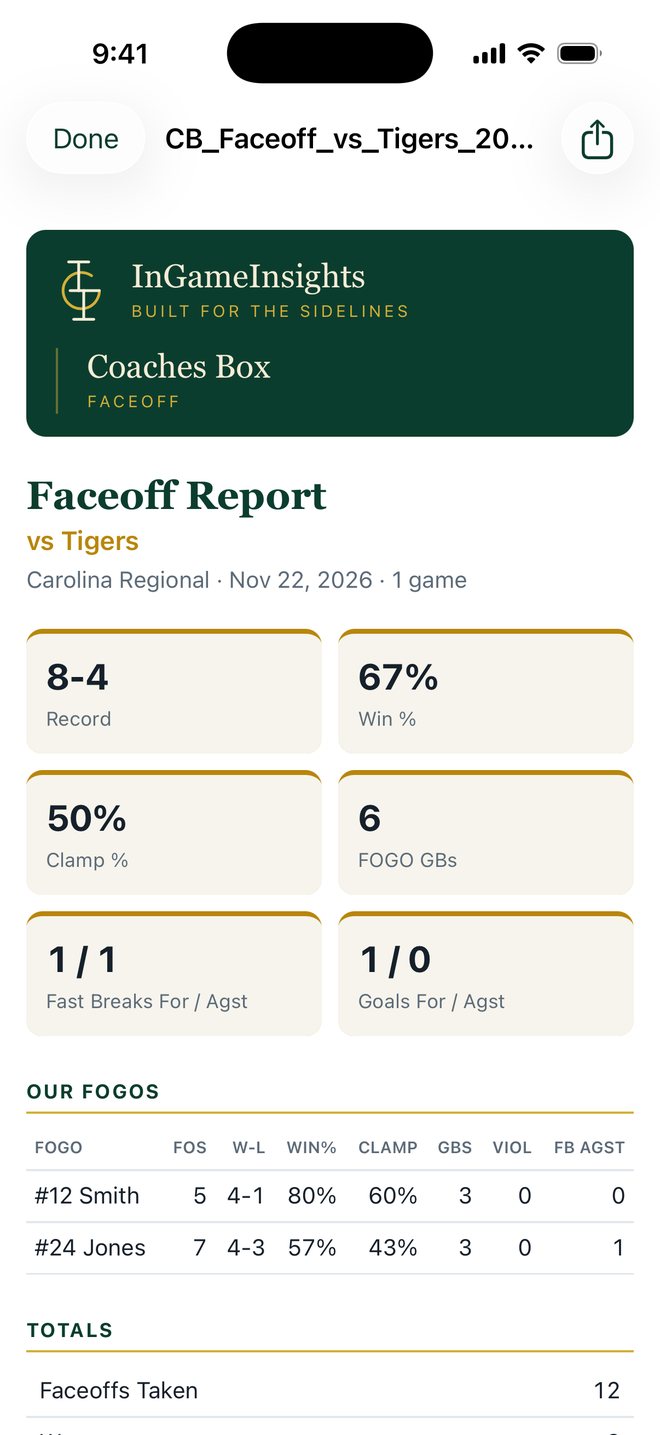 9:41
Done CB_Faceoff_vs_Tigers_20...
InGameInsights
BUILT FOR THE SIDELINES
Coaches Box
FACEOFF
Faceoff Report
vs Tigers
Carolina Regional · Nov 22, 2026 · 1 game
8-4 67%
Record Win %
50% 6
Clamp % FOGO GBs
1 / 1 1 / 0
Fast Breaks For / Agst Goals For / Agst
OUR FOGOS
FOGO FOS W-L WIN% CLAMP GBS VIOL FB AGST
#12 Smith 5 4-1 80% 60% 3 0 0
#24 Jones 7 4-3 57% 43% 3 0 1
TOTALS
Faceoffs Taken 12